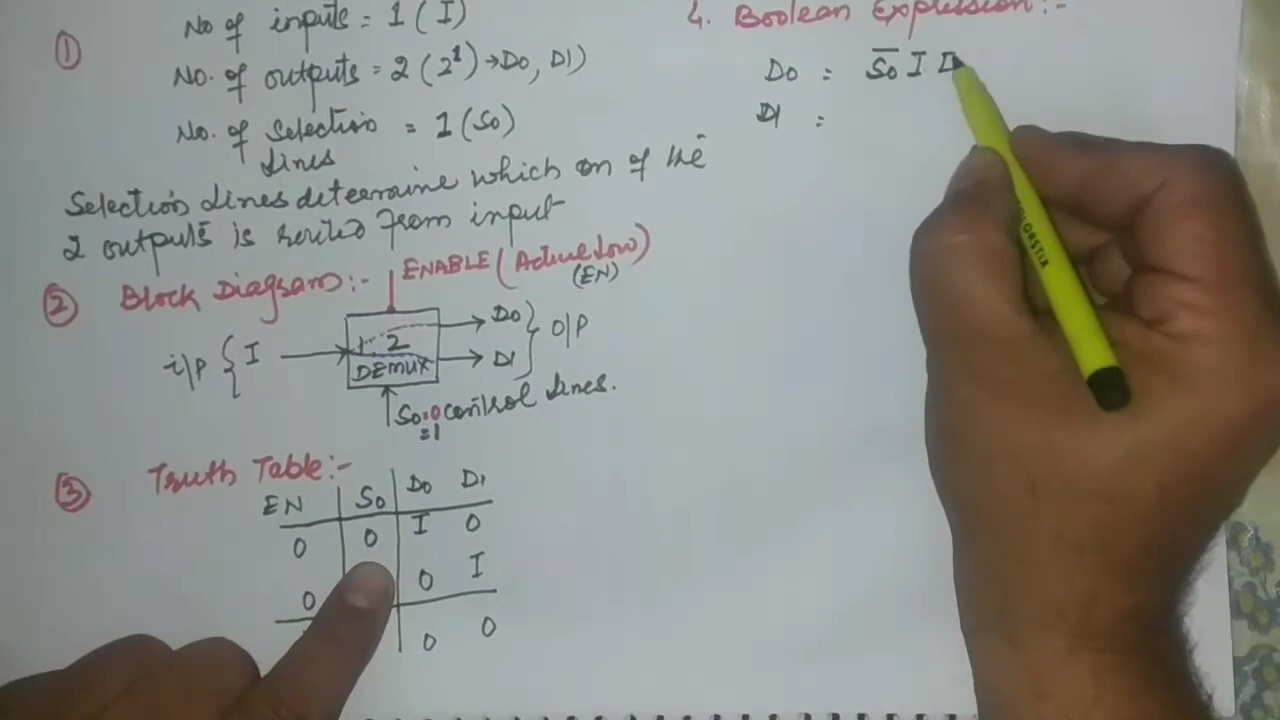 ① No of inputs = 1 (I)
No. of outputs = 2 (2¹) → D0, D1)
No. of Selection = 1 (S0)
Lines
Selection Lines determine which on of the
2 outputs is routed from input
② Block Diagram:-
ENABLE (Active Low)
(EN)
i/p { I
1:2
DEMUX
D0
D1
} O/P
S0=0 control lines.
=1
③ Truth Table:-
EN S0 D0 D1
0 0 I 0
0 0 I
0 0
4. Boolean Expression:-
D0 = S̅0̅ I
D1 =